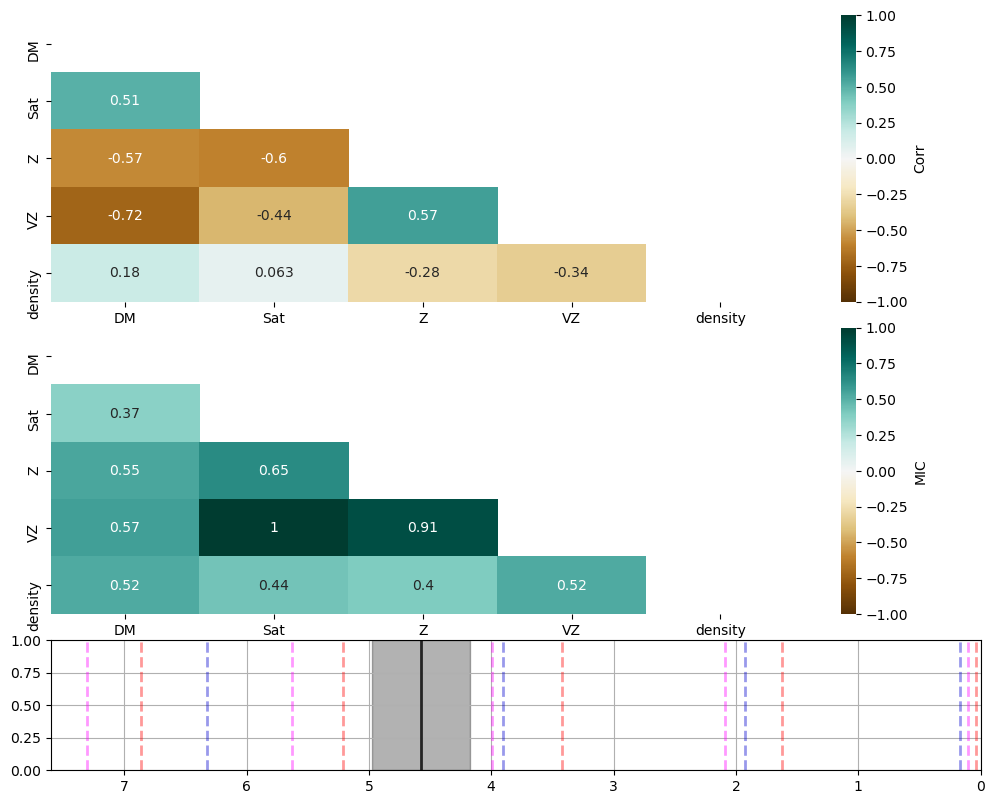 DM
Sat
Z
VZ
density
0.51
-0.57 -0.6
-0.72 -0.44 0.57
0.18 0.063 -0.28 -0.34
DM Sat Z VZ density
1.00
0.75
0.50
0.25
0.00
−0.25
−0.50
−0.75
−1.00
Corr
DM
Sat
Z
VZ
density
0.37
0.55 0.65
0.57 1 0.91
0.52 0.44 0.4 0.52
DM Sat Z VZ density
1.00
0.75
0.50
0.25
0.00
−0.25
−0.50
−0.75
−1.00
MIC
1.00
0.75
0.50
0.25
0.00
7 6 5 4 3 2 1 0